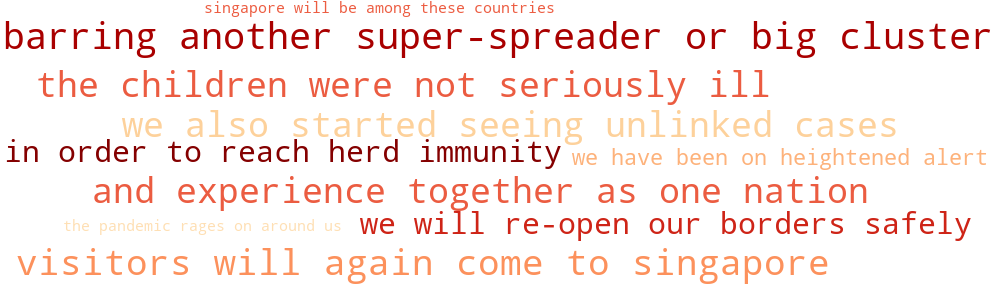 singapore will be among these countries
barring another super-spreader or big cluster
the children were not seriously ill
we also started seeing unlinked cases
in order to reach herd immunity
we have been on heightened alert
and experience together as one nation
the pandemic rages on around us
we will re-open our borders safely
visitors will again come to singapore